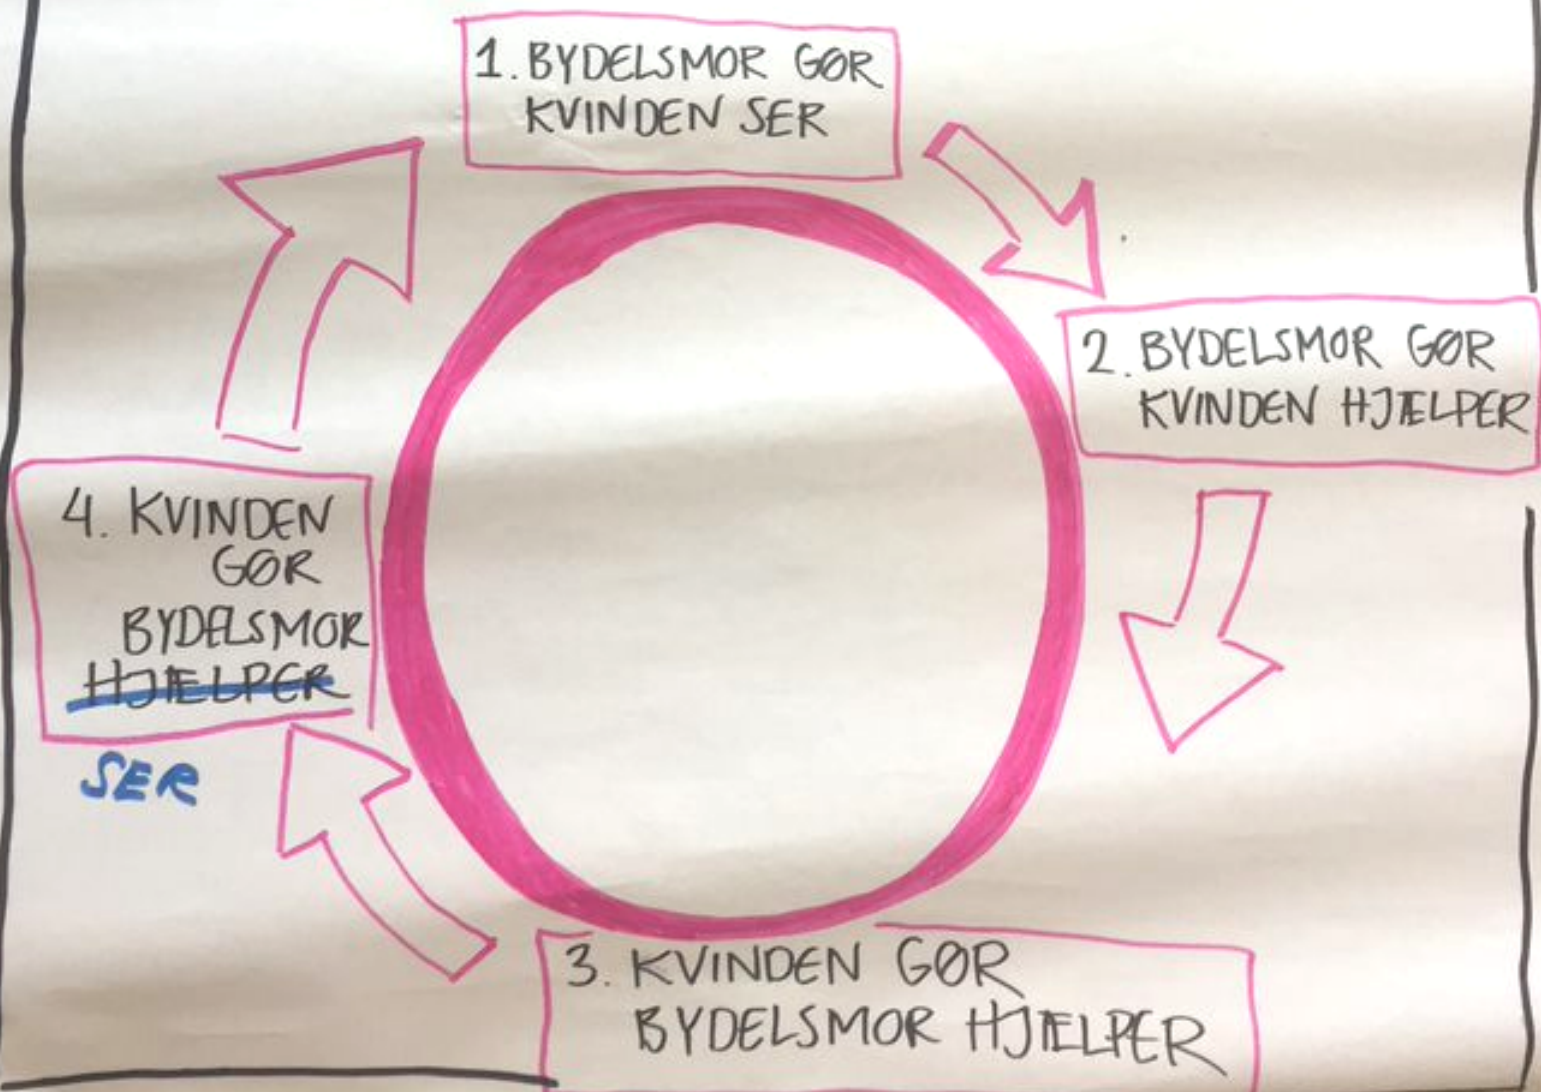 1. BYDELSMOR GØR
KVINDEN SER
2. BYDELSMOR GØR
KVINDEN HJÆLPER
3. KVINDEN GØR
BYDELSMOR HJÆLPER
4. KVINDEN
GØR
BYDELSMOR
HJÆLPER
SER